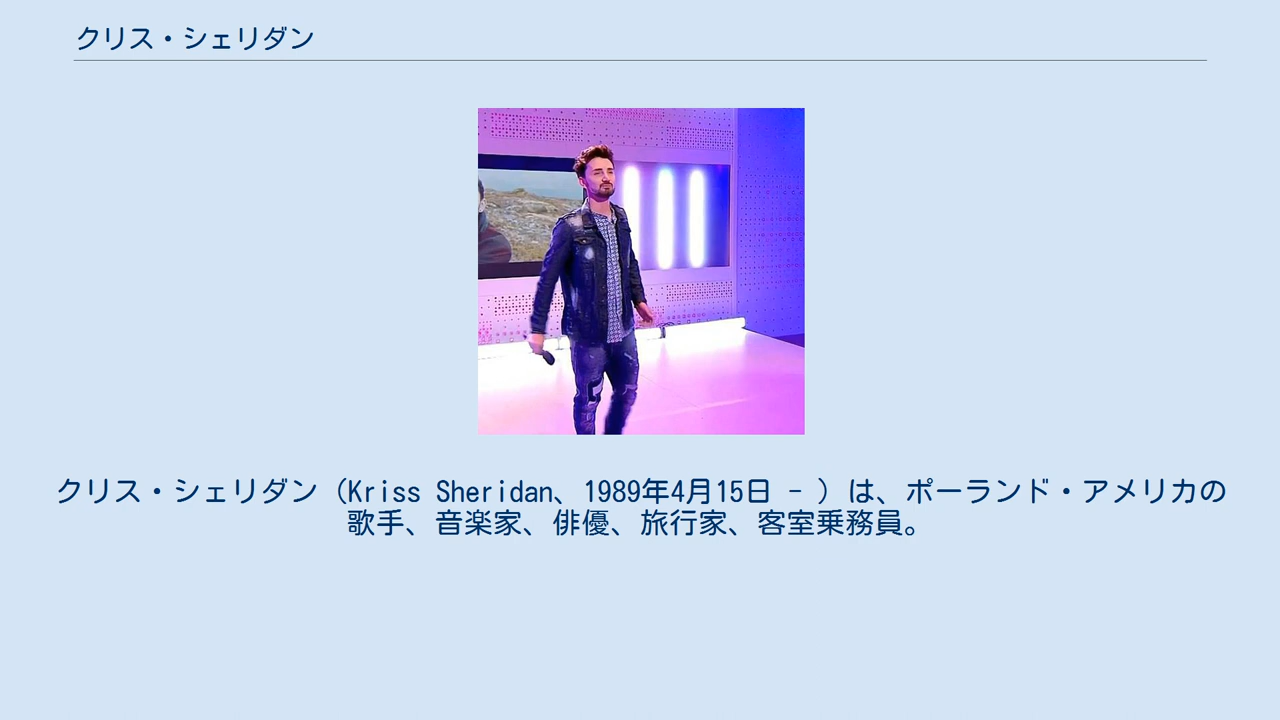 クリス・シェリダン
クリス・シェリダン（Kriss Sheridan、1989年4月15日 - ）は、ポーランド・アメリカの
歌手、音楽家、俳優、旅行家、客室乗務員。